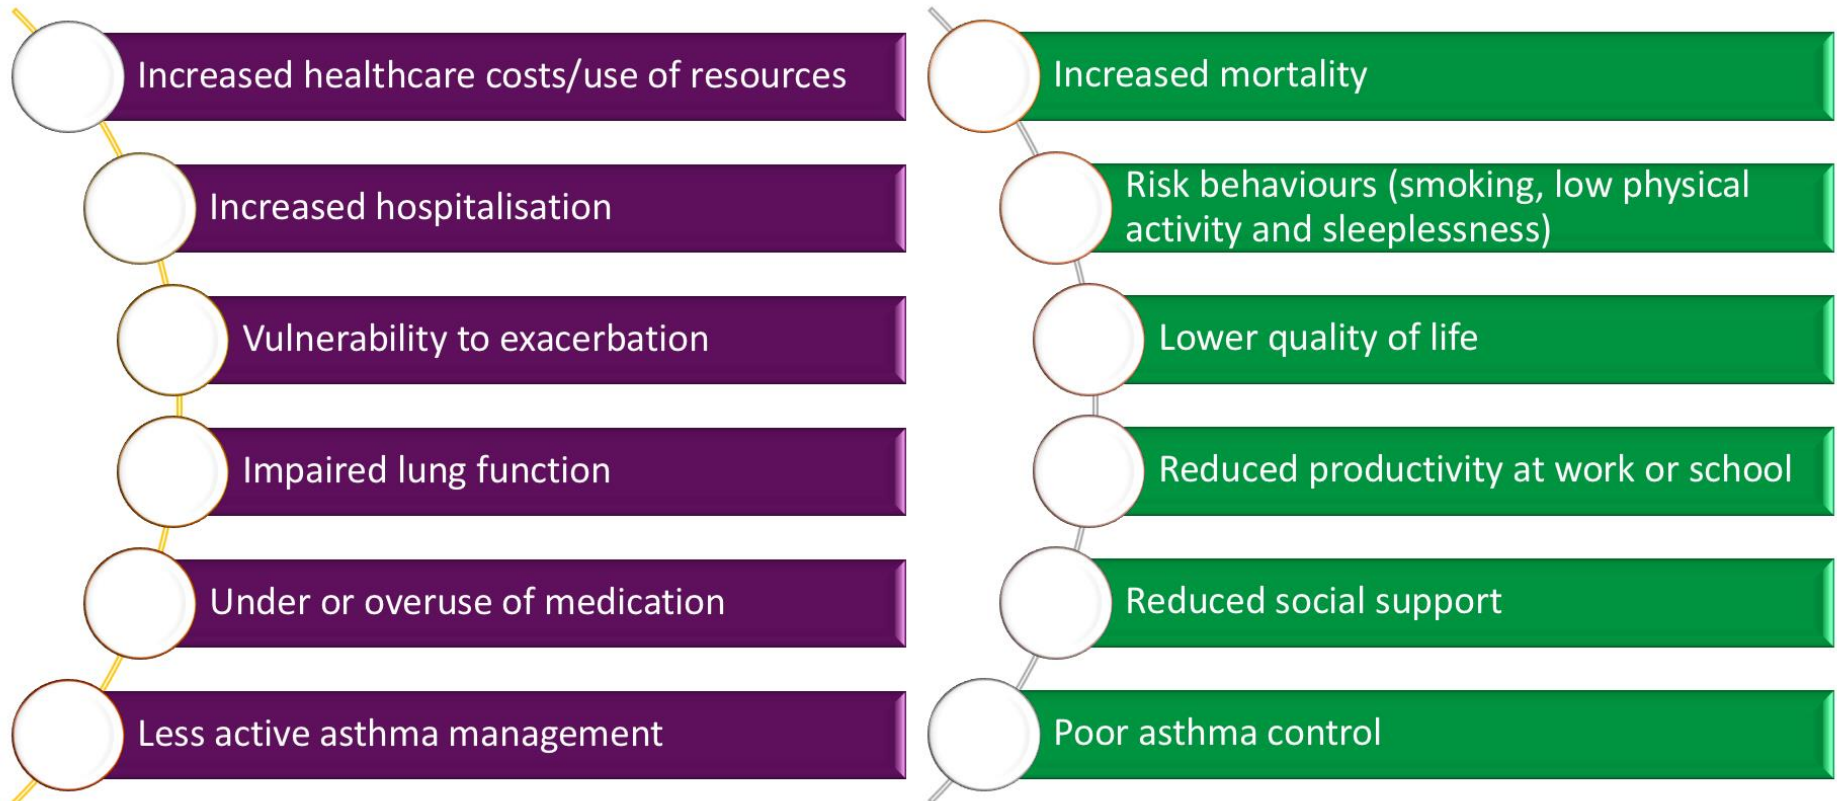 Increased healthcare costs/use of resources
Increased hospitalisation
Vulnerability to exacerbation
Impaired lung function
Under or overuse of medication
Less active asthma management
Increased mortality
Risk behaviours (smoking, low physical
activity and sleeplessness)
Lower quality of life
Reduced productivity at work or school
Reduced social support
Poor asthma control